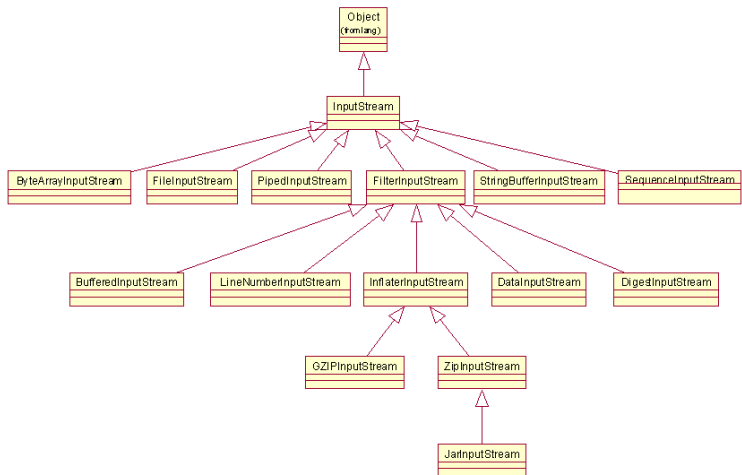 Object
(from lang)
InputStream
ByteArrayInputStream
FileInputStream
PipedInputStream
FilterInputStream
StringBufferInputStream
SequenceInputStream
BufferedInputStream
LineNumberInputStream
InflaterInputStream
DataInputStream
DigestInputStream
GZIPInputStream
ZipInputStream
JarInputStream